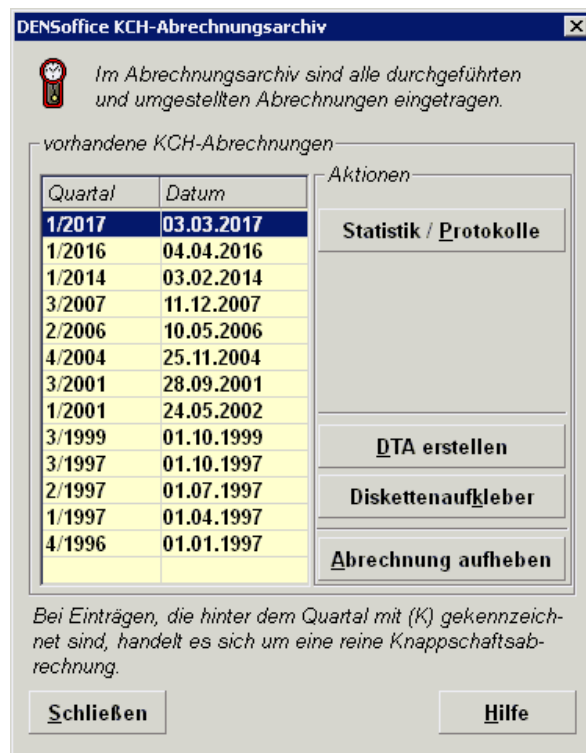 DENSoffice KCH-Abrechnungsarchiv
Im Abrechnungsarchiv sind alle durchgeführten
und umgestellten Abrechnungen eingetragen.
vorhandene KCH-Abrechnungen
Quartal Datum
1/2017 03.03.2017
1/2016 04.04.2016
1/2014 03.02.2014
3/2007 11.12.2007
2/2006 10.05.2006
4/2004 25.11.2004
3/2001 28.09.2001
1/2001 24.05.2002
3/1999 01.10.1999
3/1997 01.10.1997
2/1997 01.07.1997
1/1997 01.04.1997
4/1996 01.01.1997
Aktionen
Statistik / Protokolle
DTA erstellen
Diskettenaufkleber
Abrechnung aufheben
Bei Einträgen, die hinter dem Quartal mit (K) gekennzeich-
net sind, handelt es sich um eine reine Knappschaftsab-
rechnung.
Schließen
Hilfe